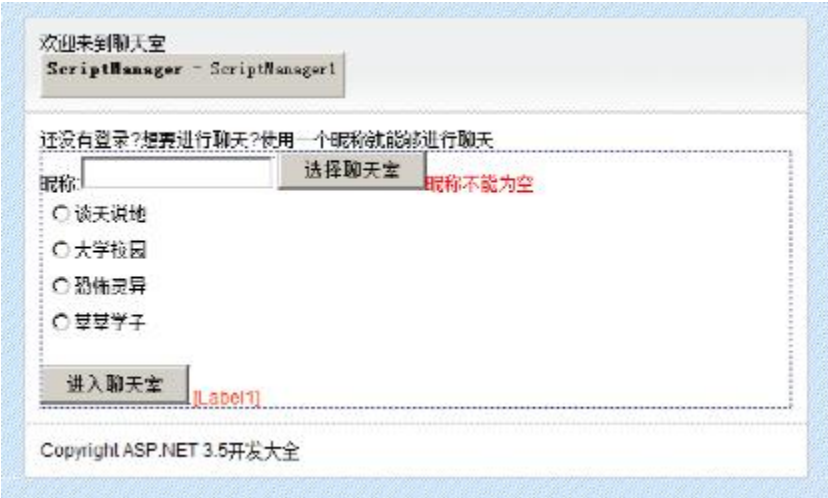 欢迎来到聊天室
ScriptManager - ScriptManager1
还没有登录?想要进行聊天?使用一个昵称就能够进行聊天
昵称: 选择聊天室 昵称不能为空
谈天说地
大学校园
恐怖灵异
莘莘学子
进入聊天室 [Label1]
Copyright ASP.NET 3.5开发大全